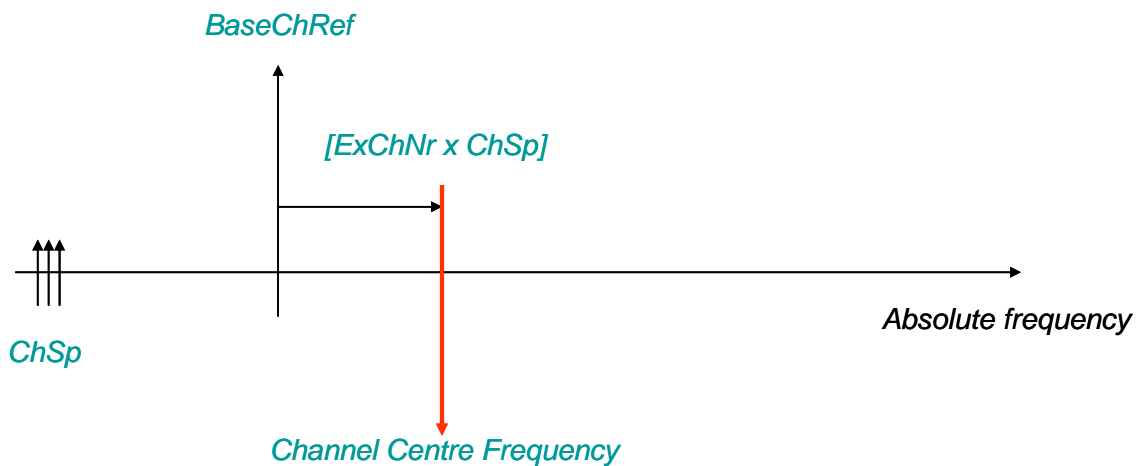 BaseChRef
[ExChNr x ChSp]
Absolute frequency
ChSp
Channel Centre Frequency